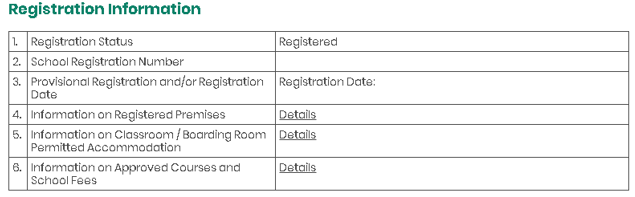 Registration Information
1. Registration Status Registered
2. School Registration Number
3. Provisional Registration and/or Registration Registration Date:
Date
4. Information on Registered Premises Details
5. Information on Classroom / Boarding Room Details
Permitted Accommodation
6. Information on Approved Courses and Details
School Fees